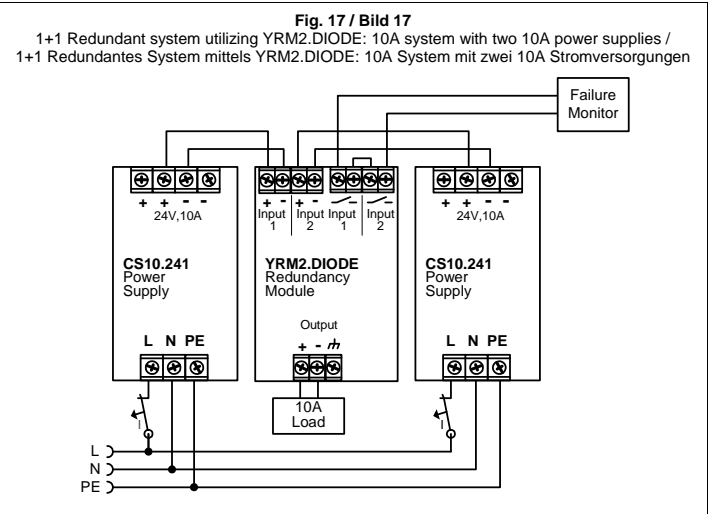 Fig. 17 / Bild 17
1+1 Redundant system utilizing YRM2.DIODE: 10A system with two 10A power supplies /
1+1 Redundantes System mittels YRM2.DIODE: 10A System mit zwei 10A Stromversorgungen
Failure
Monitor
+ + - -
24V,10A
CS10.241
Power
Supply
L N PE
+ - + -
Input Input Input Input
1 2 1 2
YRM2.DIODE
Redundancy
Module
Output
+ -
10A
Load
+ + - -
24V,10A
CS10.241
Power
Supply
L N PE
I
I
L
N
PE